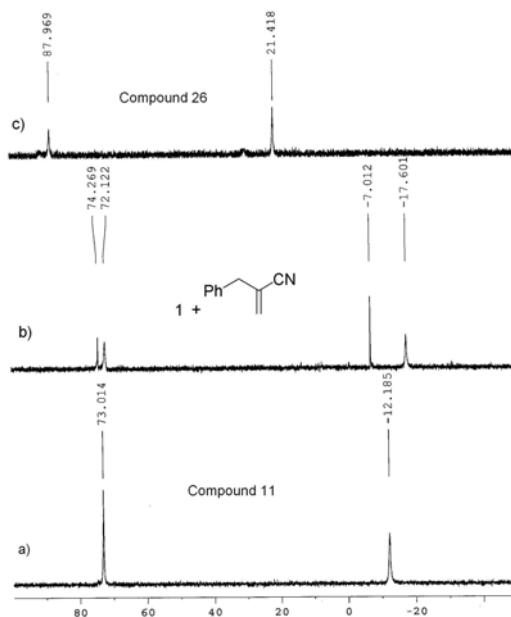 87.969
21.418
Compound 26
c)
74.269
72.122
-7.012
-17.601
Ph
CN
1 +
b)
73.014
-12.185
Compound 11
a)
80
60
40
20
0
-20